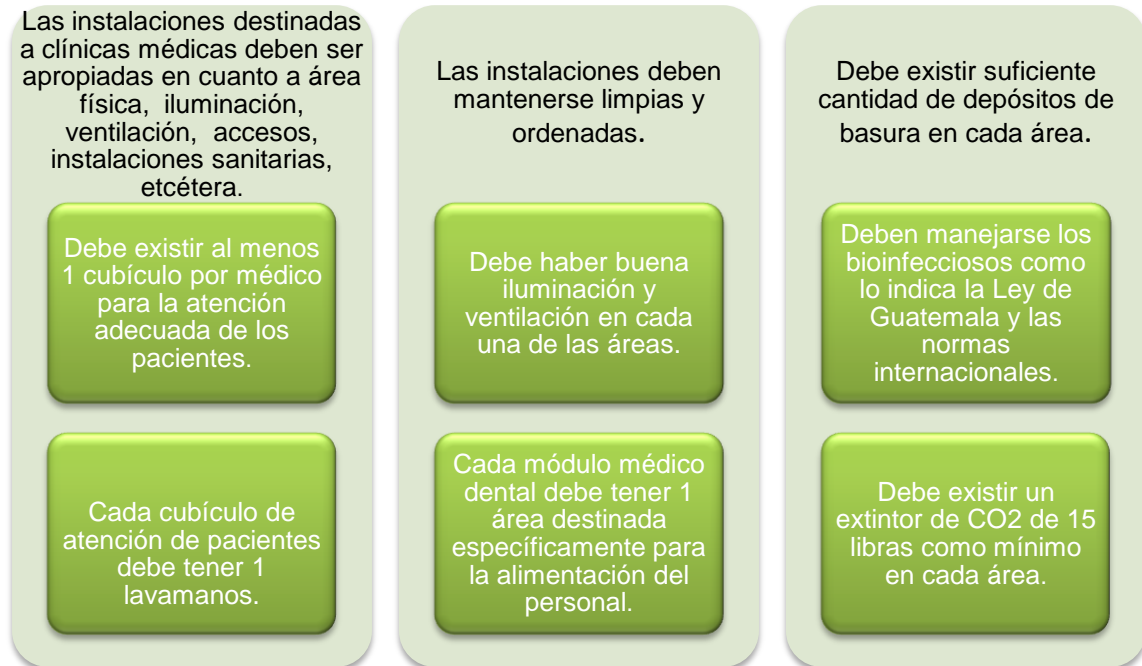 Las instalaciones destinadas
a clínicas médicas deben ser
apropiadas en cuanto a área
física, iluminación,
ventilación, accesos,
instalaciones sanitarias,
etcétera.
Debe existir al menos
1 cubículo por médico
para la atención
adecuada de los
pacientes.
Cada cubículo de
atención de pacientes
debe tener 1
lavamanos.
Las instalaciones deben
mantenerse limpias y
ordenadas.
Debe haber buena
iluminación y
ventilación en cada
una de las áreas.
Cada módulo médico
dental debe tener 1
área destinada
específicamente para
la alimentación del
personal.
Debe existir suficiente
cantidad de depósitos de
basura en cada área.
Deben manejarse los
bioinfecciosos como
lo indica la Ley de
Guatemala y las
normas
internacionales.
Debe existir un
extintor de CO2 de 15
libras como mínimo
en cada área.